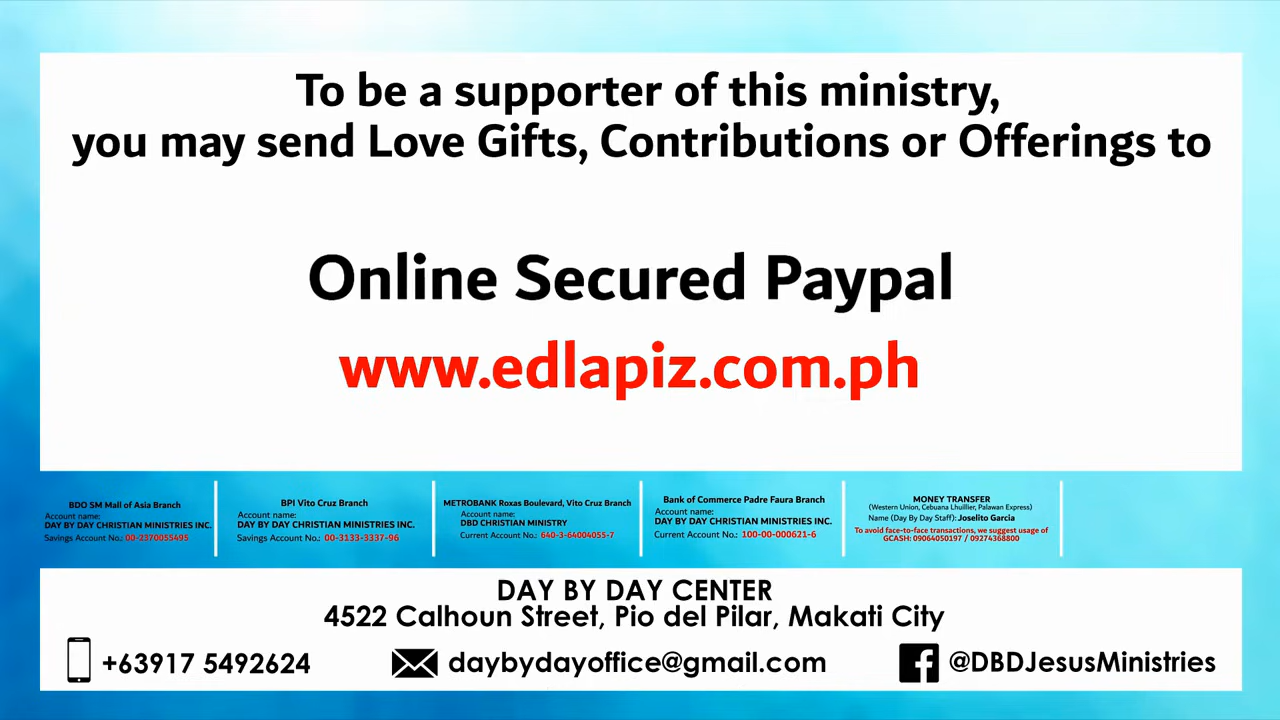 To be a supporter of this ministry,
you may send Love Gifts, Contributions or Offerings to
Online Secured Paypal
www.edlapiz.com.ph
BDO SM Mall of Asia Branch
Account name:
DAY BY DAY CHRISTIAN MINISTRIES INC.
Savings Account No.: 00-2370055495
BPI Vito Cruz Branch
Account name:
DAY BY DAY CHRISTIAN MINISTRIES INC.
Savings Account No.: 00-3133-3337-96
METROBANK Roxas Boulevard, Vito Cruz Branch
Account name:
DBD CHRISTIAN MINISTRY
Current Account No.: 640-3-64004055-7
Bank of Commerce Padre Faura Branch
Account name:
DAY BY DAY CHRISTIAN MINISTRIES INC.
Current Account No.: 100-00-000621-6
MONEY TRANSFER
(Western Union, Cebuana Lhuillier, Palawan Express)
Name (Day By Day Staff): Joselito Garcia
To avoid face-to-face transactions, we suggest usage of
GCASH: 09064050197 / 09274368800
DAY BY DAY CENTER
4522 Calhoun Street, Pio del Pilar, Makati City
+63917 5492624
daybydayoffice@gmail.com
@DBDJesusMinistries